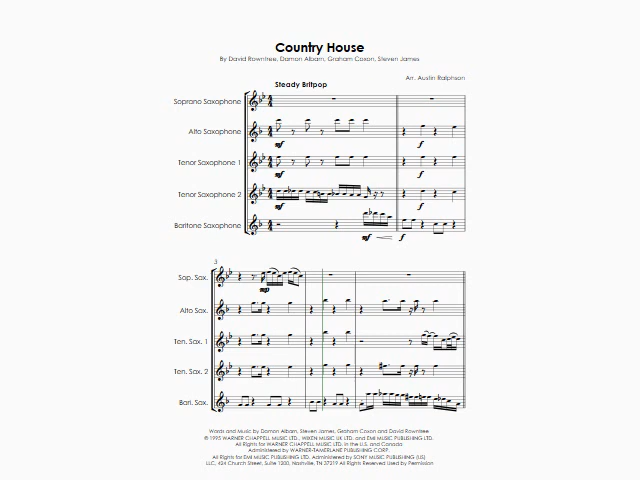 Country House
By David Rowntree, Damon Albarn, Graham Coxon, Steven James
Arr. Austin Ralphson
Steady Britpop
Soprano Saxophone
Alto Saxophone
mf
f
Tenor Saxophone 1
mf
f
Tenor Saxophone 2
mf
f
Baritone Saxophone
mf
f
3
Sop. Sax.
mp
Alto Sax.
Ten. Sax. 1
Ten. Sax. 2
Bari. Sax.
Words and Music by Damon Albarn, Steven James, Graham Coxon and David Rowntree
© 1995 WARNER CHAPPELL MUSIC LTD., WIXEN MUSIC UK LTD. and EMI MUSIC PUBLISHING LTD.
All Rights for WARNER CHAPPELL MUSIC LTD. in the U.S. and Canada
Administered by WARNER-TAMERLANE PUBLISHING CORP.
All Rights for EMI MUSIC PUBLISHING LTD. Administered by SONY MUSIC PUBLISHING (US)
LLC, 424 Church Street, Suite 1200, Nashville, TN 37219 All Rights Reserved Used by Permission